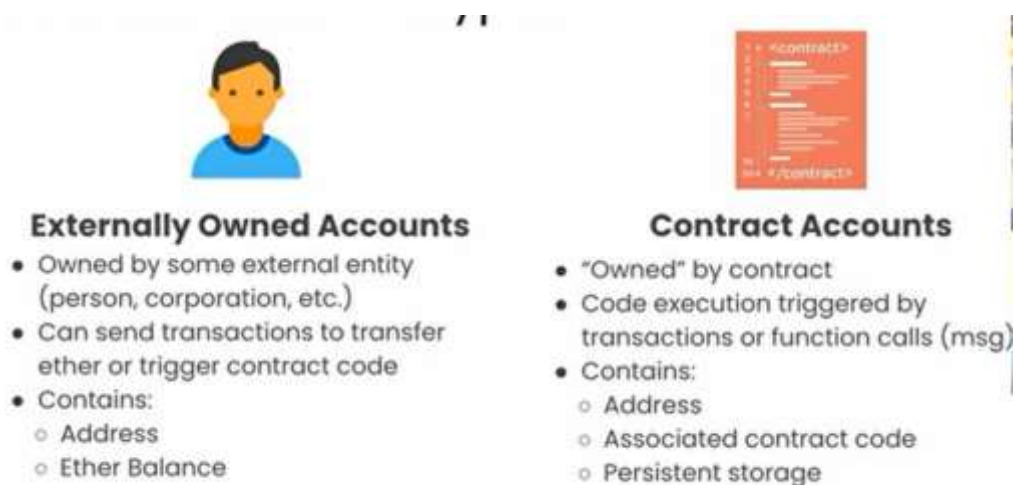 <contract>
</contract>
Externally Owned Accounts
• Owned by some external entity
(person, corporation, etc.)
• Can send transactions to transfer
ether or trigger contract code
• Contains:
○ Address
○ Ether Balance
Contract Accounts
• “Owned” by contract
• Code execution triggered by
transactions or function calls (msg)
• Contains:
○ Address
○ Associated contract code
○ Persistent storage